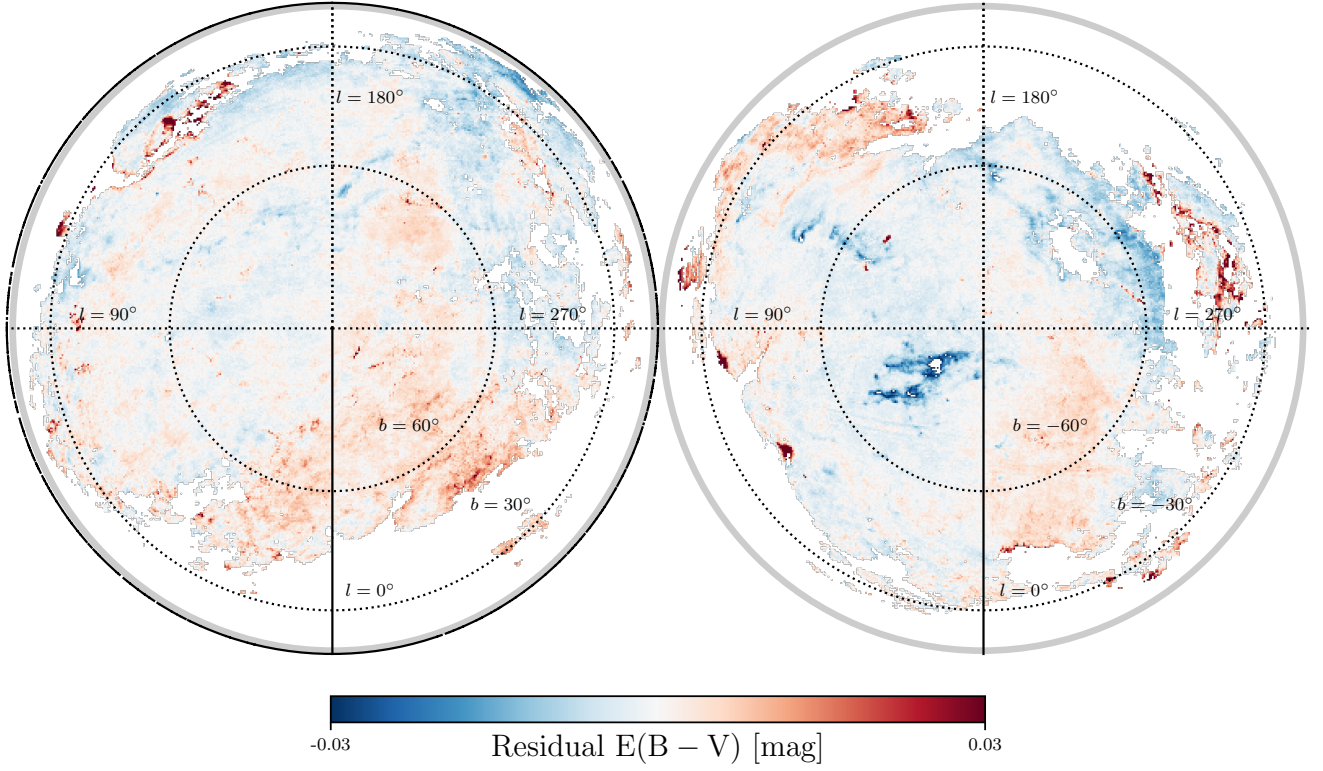 l = 180°
l = 180°
l = 90°
l = 270°
l = 90°
l = 270°
b = 60°
b = −60°
b = 30°
b = −30°
l = 0°
l = 0°
-0.03
Residual E(B − V) [mag]
0.03